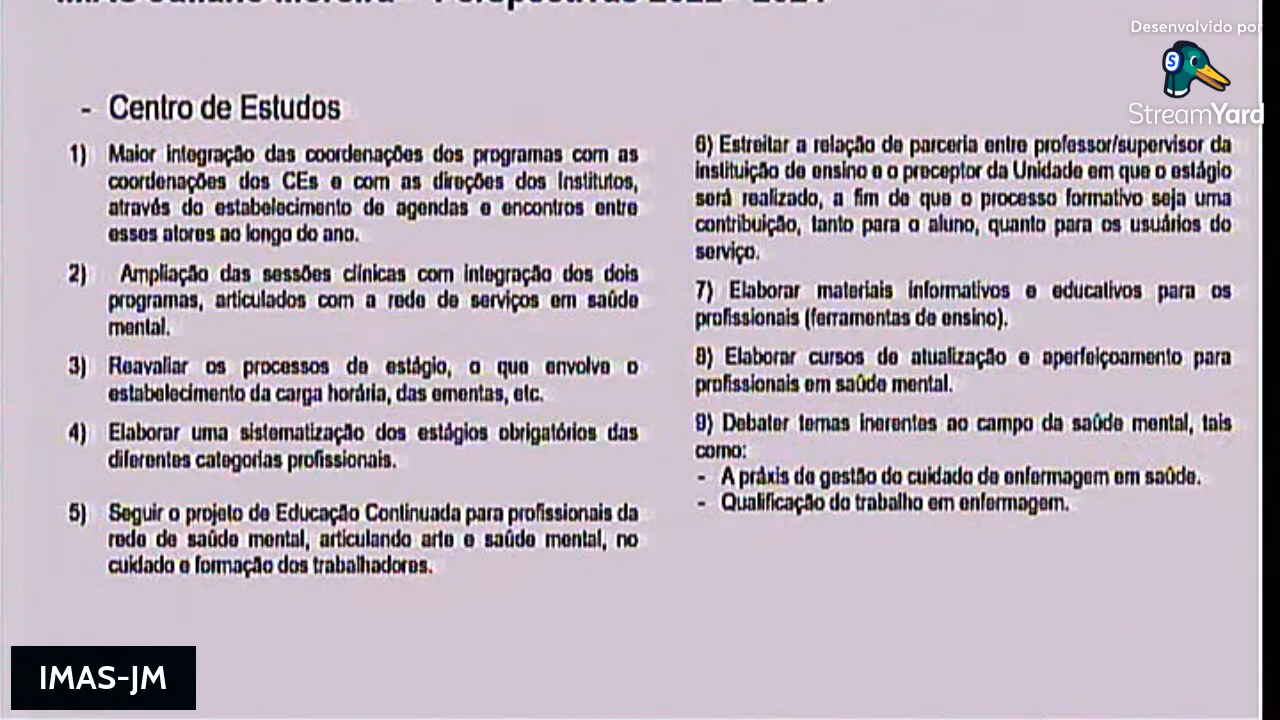 IMAS Juliano Moreira - Perspectivas 2022 - 2024
Desenvolvido por
StreamYard
- Centro de Estudos
1) Maior integração das coordenações dos programas com as
coordenações dos CEs e com as direções dos Institutos,
através do estabelecimento de agendas e encontros entre
esses atores ao longo do ano.
2) Ampliação das sessões clínicas com integração dos dois
programas, articulados com a rede de serviços em saúde
mental.
3) Reavaliar os processos de estágio, o que envolve o
estabelecimento da carga horária, das ementas, etc.
4) Elaborar uma sistematização dos estágios obrigatórios das
diferentes categorias profissionais.
5) Seguir o projeto de Educação Continuada para profissionais da
rede de saúde mental, articulando arte e saúde mental, no
cuidado e formação dos trabalhadores.
6) Estreitar a relação de parceria entre professor/supervisor da
instituição de ensino e o preceptor da Unidade em que o estágio
será realizado, a fim de que o processo formativo seja uma
contribuição, tanto para o aluno, quanto para os usuários do
serviço.
7) Elaborar materiais informativos e educativos para os
profissionais (ferramentas de ensino).
8) Elaborar cursos de atualização e aperfeiçoamento para
profissionais em saúde mental.
9) Debater temas inerentes ao campo da saúde mental, tais
como:
- A práxis de gestão do cuidado de enfermagem em saúde.
- Qualificação do trabalho em enfermagem.
IMAS-JM